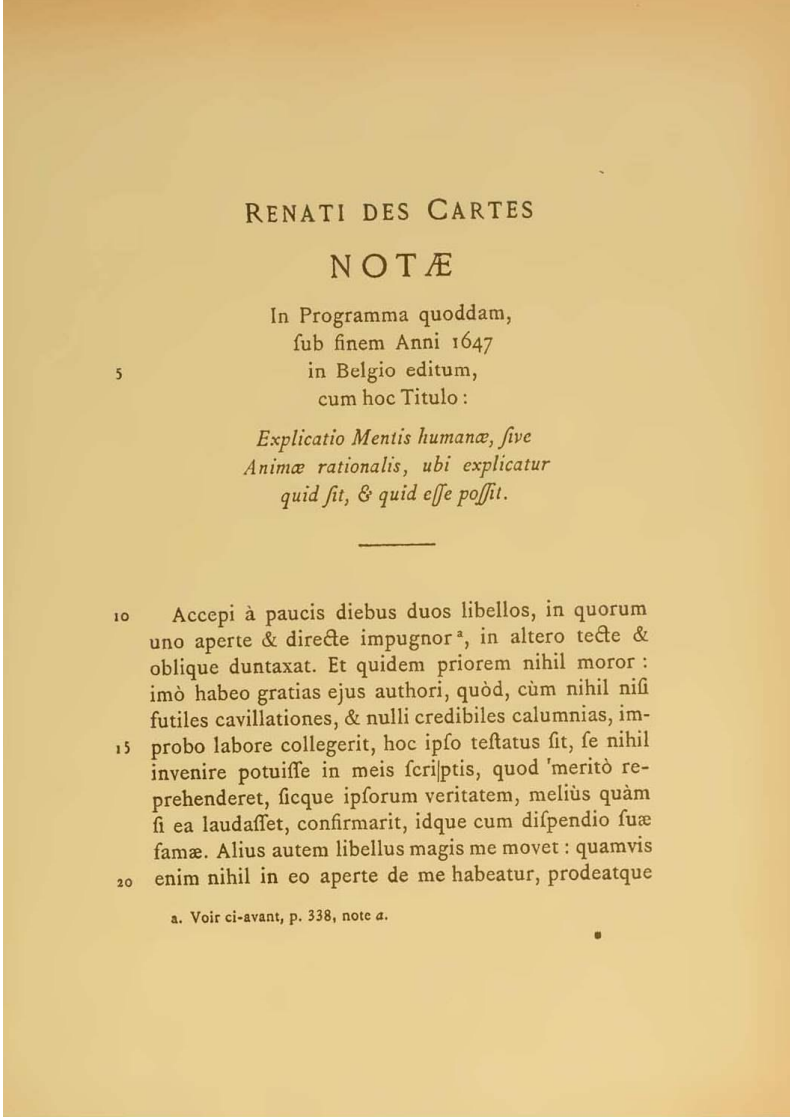 RENATI DES CARTES
NOTÆ
In Programma quoddam,
ſub finem Anni 1647
5 in Belgio editum,
cum hoc Titulo :
Explicatio Mentis humanæ, ſive
Animæ rationalis, ubi explicatur
quid ſit, & quid eſſe poſſit.
10 Accepi à paucis diebus duos libellos, in quorum
uno aperte & directe impugnor a, in altero tecte &
oblique duntaxat. Et quidem priorem nihil moror :
imò habeo gratias ejus authori, quòd, cùm nihil niſi
futiles cavillationes, & nulli credibiles calumnias, im-
15 probo labore collegerit, hoc ipſo teſtatus ſit, ſe nihil
invenire potuiſſe in meis ſcri|ptis, quod 'meritò re-
prehenderet, ſicque ipſorum veritatem, meliùs quàm
ſi ea laudaſſet, confirmarit, idque cum diſpendio ſuæ
famæ. Alius autem libellus magis me movet : quamvis
20 enim nihil in eo aperte de me habeatur, prodeatque
a. Voir ci-avant, p. 338, note a.